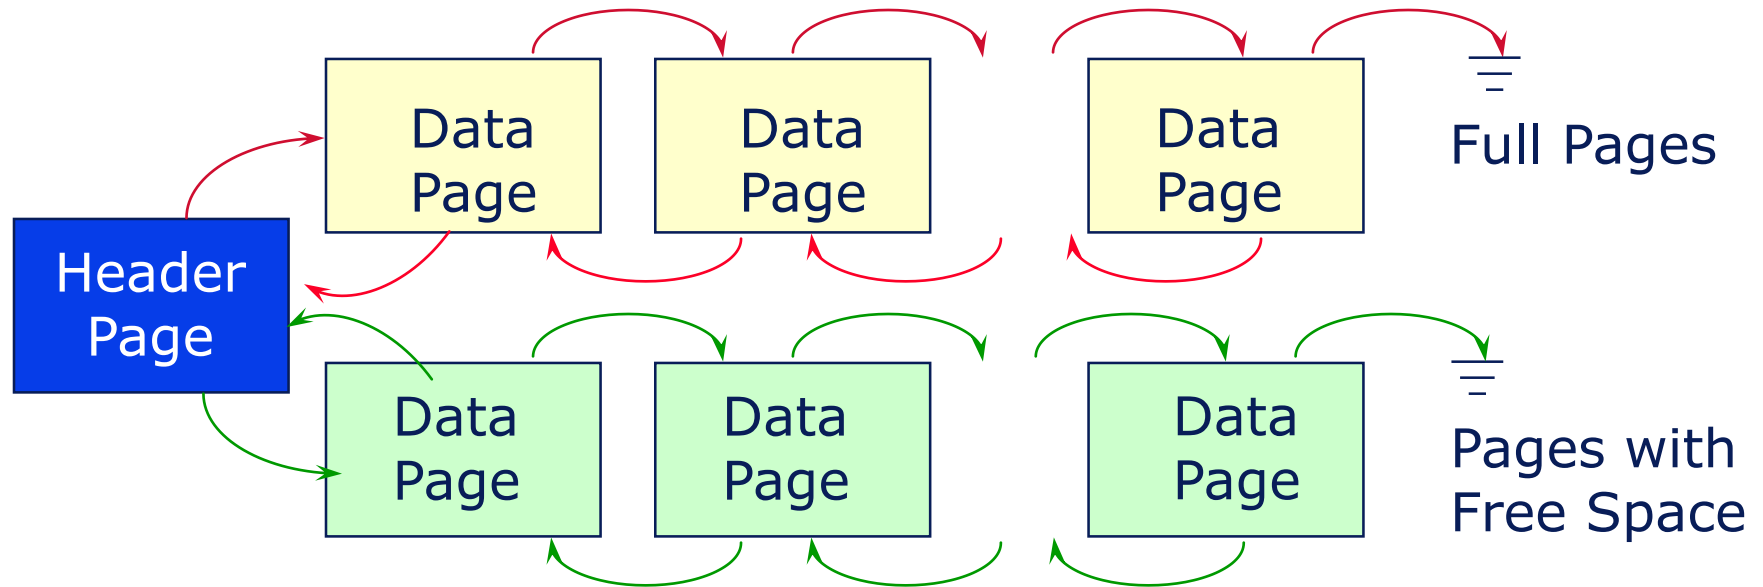 Data
Page
Data
Page
Data
Page
Full Pages
Header
Page
Data
Page
Data
Page
Data
Page
Pages with
Free Space